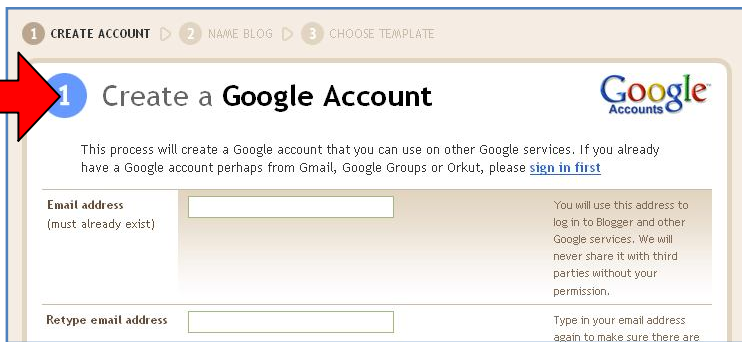 1 CREATE ACCOUNT 2 NAME BLOG 3 CHOOSE TEMPLATE
1 Create a Google Account
Google™
Accounts
This process will create a Google account that you can use on other Google services. If you already
have a Google account perhaps from Gmail, Google Groups or Orkut, please sign in first
Email address
(must already exist)
You will use this address to
log in to Blogger and other
Google services. We will
never share it with third
parties without your
permission.
Retype email address
Type in your email address
again to make sure there are